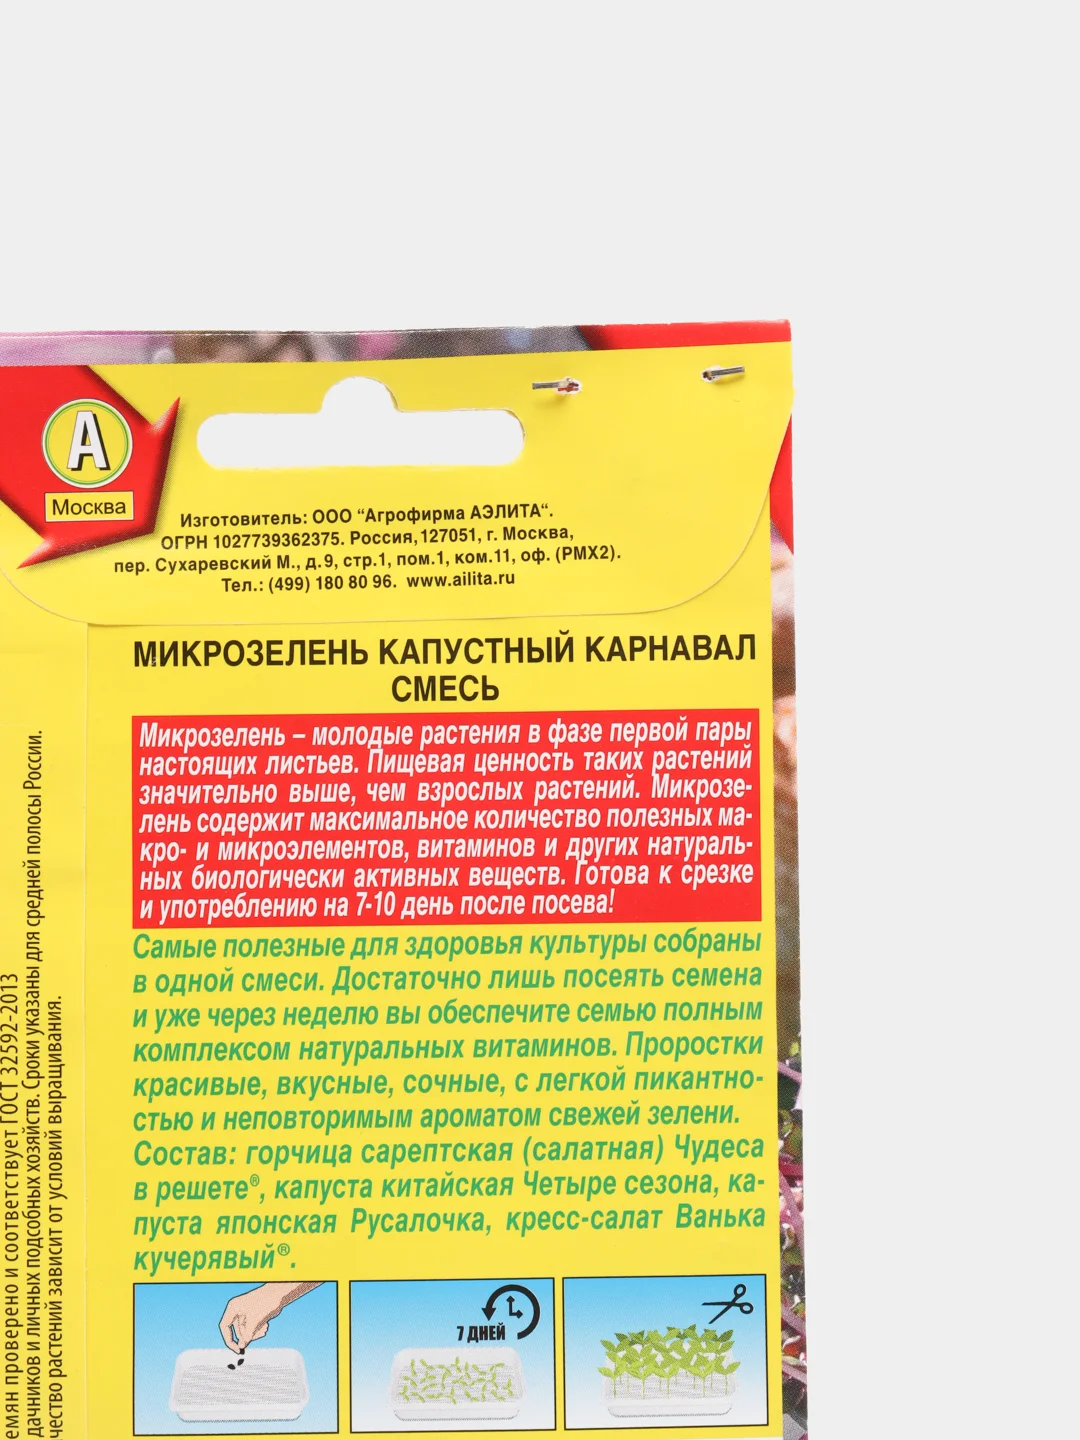 А
Москва
Изготовитель: ООО “Агрофирма АЭЛИТА“.
ОГРН 1027739362375. Россия,127051, г. Москва,
пер. Сухаревский М., д.9, стр.1, пом.1, ком.11, оф. (РМХ2).
Тел.: (499) 180 80 96. www.ailita.ru
МИКРОЗЕЛЕНЬ КАПУСТНЫЙ КАРНАВАЛ
СМЕСЬ
Микрозелень – молодые растения в фазе первой пары
настоящих листьев. Пищевая ценность таких растений
значительно выше, чем взрослых растений. Микрозе-
лень содержит максимальное количество полезных ма-
кро- и микроэлементов, витаминов и других натураль-
ных биологически активных веществ. Готова к срезке
и употреблению на 7-10 день после посева!
Самые полезные для здоровья культуры собраны
в одной смеси. Достаточно лишь посеять семена
и уже через неделю вы обеспечите семью полным
комплексом натуральных витаминов. Проростки
красивые, вкусные, сочные, с легкой пикантно-
стью и неповторимым ароматом свежей зелени.
Состав: горчица сарептская (салатная) Чудеса
в решете®, капуста китайская Четыре сезона, ка-
пуста японская Русалочка, кресс-салат Ванька
кучерявый®.
7 ДНЕЙ
емян проверено и соответствует ГОСТ 32592-2013
дачников и личных подсобных хозяйств. Сроки указаны для средней полосы России.
чество растений зависит от условий выращивания.